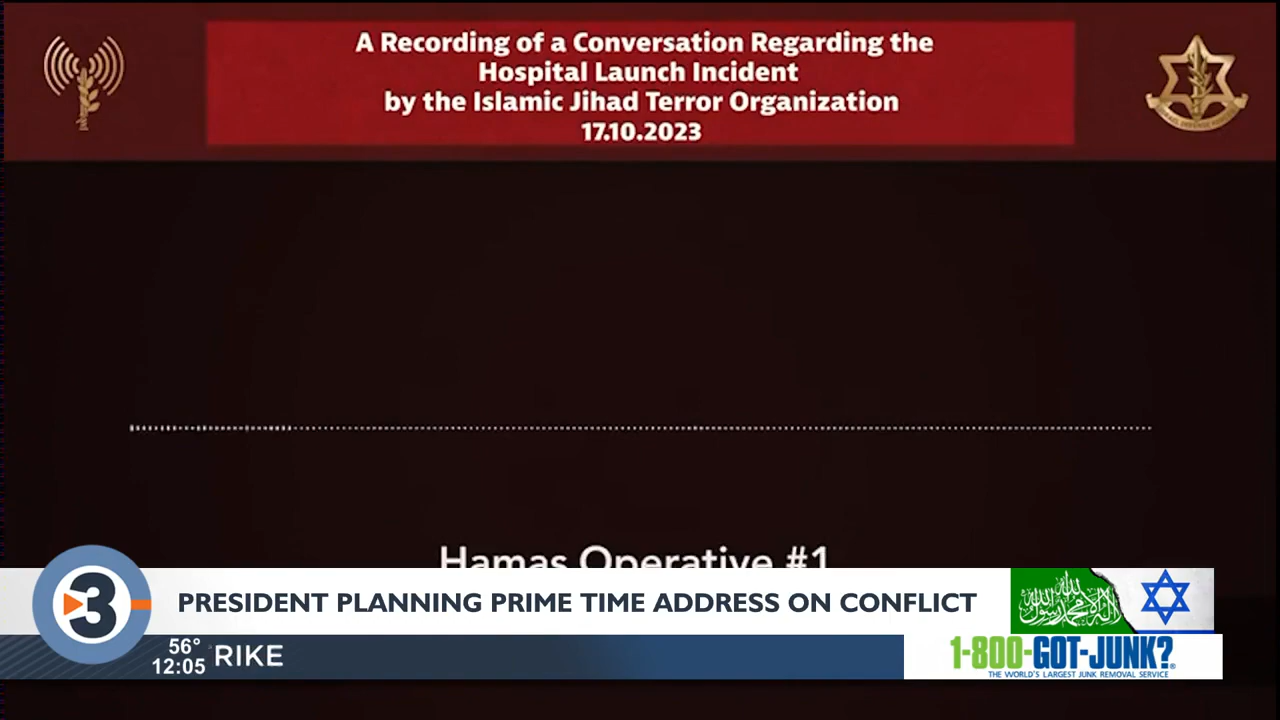 A Recording of a Conversation Regarding the
Hospital Launch Incident
by the Islamic Jihad Terror Organization
17.10.2023
Hamas Operative #1
3
PRESIDENT PLANNING PRIME TIME ADDRESS ON CONFLICT
56°
12:05
RIKE
1-800-GOT-JUNK?
THE WORLD'S LARGEST JUNK REMOVAL SERVICE